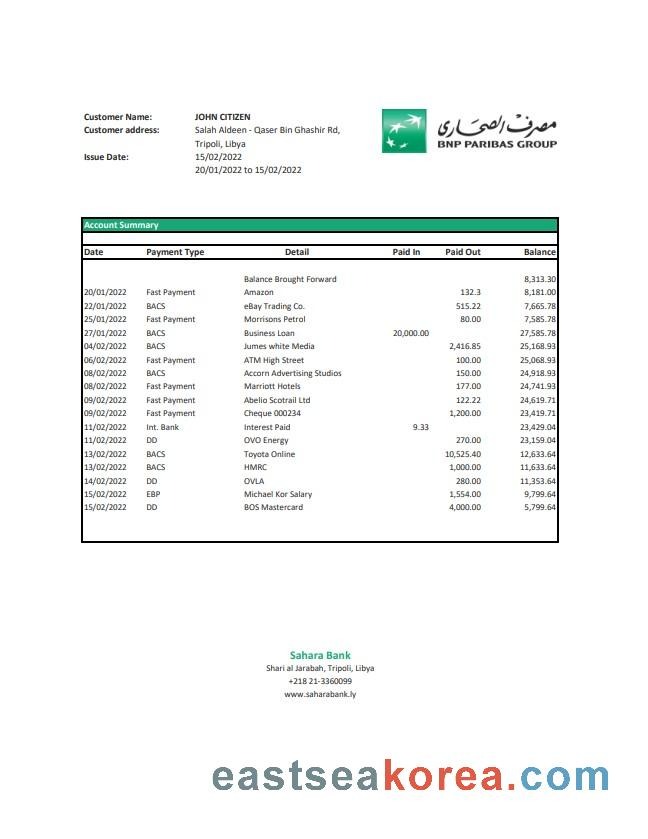 Customer Name: JOHN CITIZEN
Customer address: Salah Aldeen - Qaser Bin Ghashir Rd,
Tripoli, Libya
Issue Date: 15/02/2022
20/01/2022 to 15/02/2022
مصرف الصحارى
BNP PARIBAS GROUP
Account Summary
Date Payment Type Detail Paid In Paid Out Balance
Balance Brought Forward 8,313.30
20/01/2022 Fast Payment Amazon 132.3 8,181.00
22/01/2022 BACS eBay Trading Co. 515.22 7,665.78
25/01/2022 Fast Payment Morrisons Petrol 80.00 7,585.78
27/01/2022 BACS Business Loan 20,000.00 27,585.78
04/02/2022 BACS Jumes white Media 2,416.85 25,168.93
06/02/2022 Fast Payment ATM High Street 100.00 25,068.93
08/02/2022 BACS Accorn Advertising Studios 150.00 24,918.93
08/02/2022 Fast Payment Marriott Hotels 177.00 24,741.93
09/02/2022 Fast Payment Abelio Scotrail Ltd 122.22 24,619.71
09/02/2022 Fast Payment Cheque 000234 1,200.00 23,419.71
11/02/2022 Int. Bank Interest Paid 9.33 23,429.04
11/02/2022 DD OVO Energy 270.00 23,159.04
13/02/2022 BACS Toyota Online 10,525.40 12,633.64
13/02/2022 BACS HMRC 1,000.00 11,633.64
14/02/2022 DD OVLA 280.00 11,353.64
15/02/2022 EBP Michael Kor Salary 1,554.00 9,799.64
15/02/2022 DD BOS Mastercard 4,000.00 5,799.64
Sahara Bank
Shari al Jarabah, Tripoli, Libya
+218 21-3360099
www.saharabank.ly
eastseakorea.com